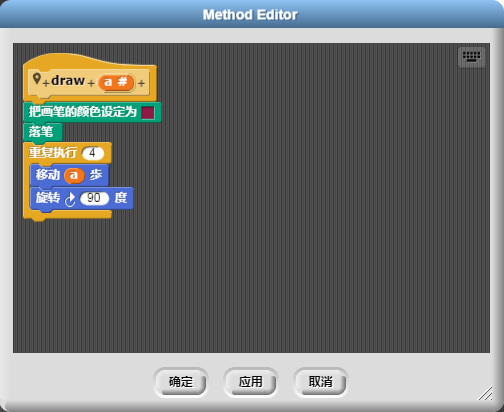 Method Editor
+draw+ a # +
把画笔的颜色设定为
落笔
重复执行 4
移动 a 步
旋转 90 度
确定 应用 取消